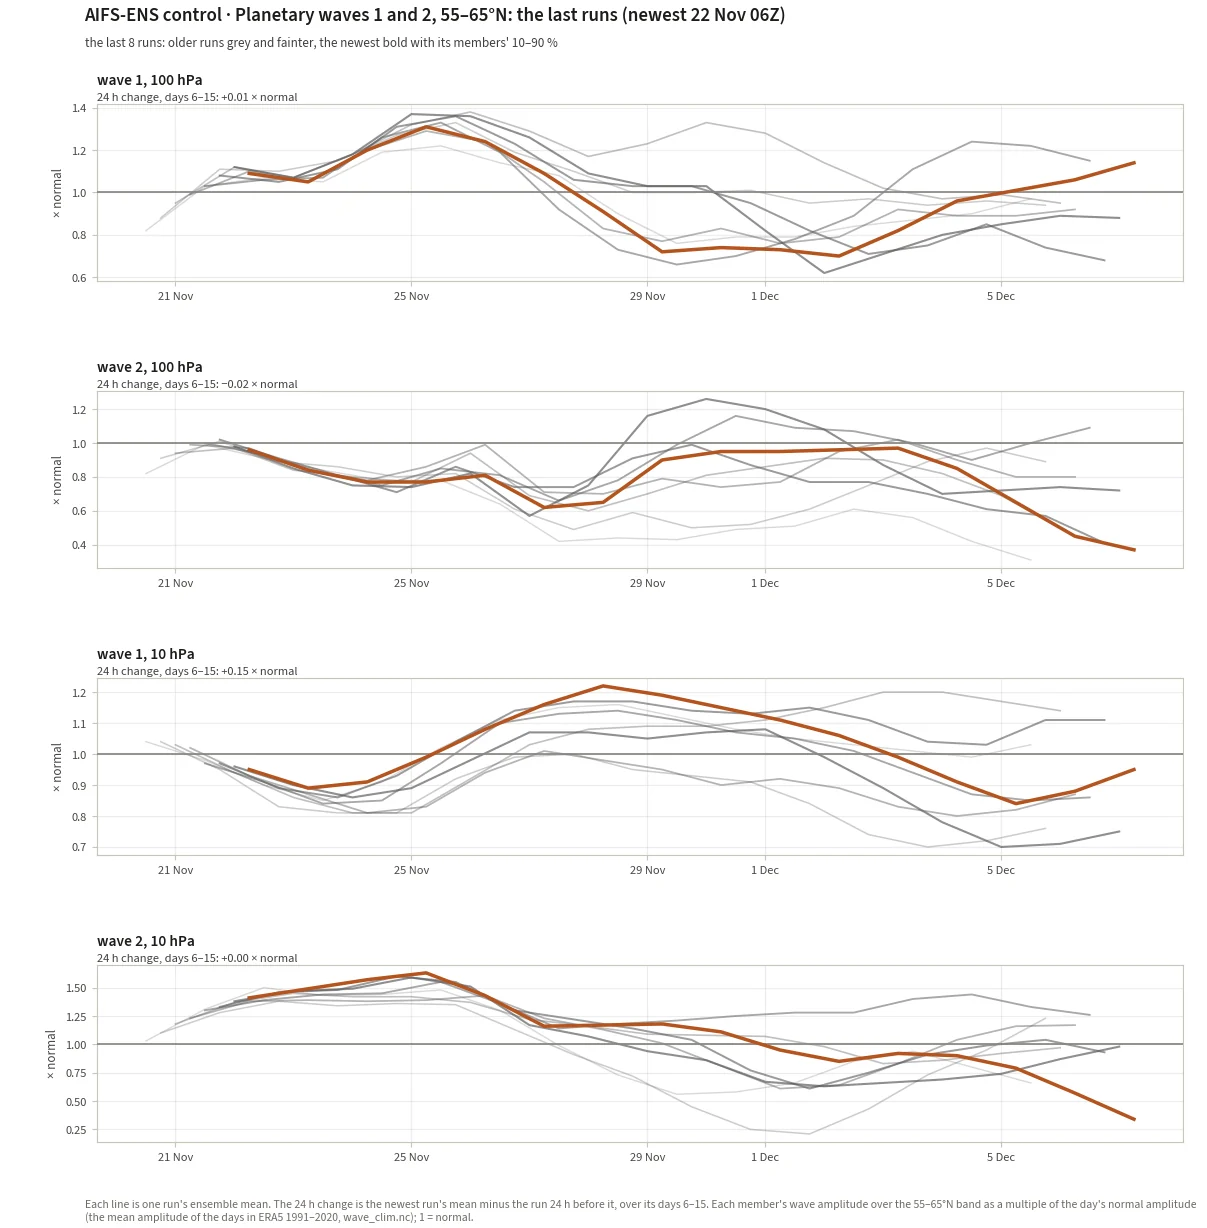 AIFS-ENS control · Planetary waves 1 and 2, 55–65°N: the last runs (newest 22 Nov 06Z)
the last 8 runs: older runs grey and fainter, the newest bold with its members' 10–90 %
wave 1, 100 hPa
24 h change, days 6–15: +0.01 × normal
1.4
1.2
1.0
0.8
0.6
× normal
21 Nov
25 Nov
29 Nov
1 Dec
5 Dec
wave 2, 100 hPa
24 h change, days 6–15: −0.02 × normal
1.2
1.0
0.8
0.6
0.4
× normal
21 Nov
25 Nov
29 Nov
1 Dec
5 Dec
wave 1, 10 hPa
24 h change, days 6–15: +0.15 × normal
1.2
1.1
1.0
0.9
0.8
0.7
× normal
21 Nov
25 Nov
29 Nov
1 Dec
5 Dec
wave 2, 10 hPa
24 h change, days 6–15: +0.00 × normal
1.50
1.25
1.00
0.75
0.50
0.25
× normal
21 Nov
25 Nov
29 Nov
1 Dec
5 Dec
Each line is one run's ensemble mean. The 24 h change is the newest run's mean minus the run 24 h before it, over its days 6–15. Each member's wave amplitude over the 55–65°N band as a multiple of the day's normal amplitude
(the mean amplitude of the days in ERA5 1991–2020, wave_clim.nc); 1 = normal.